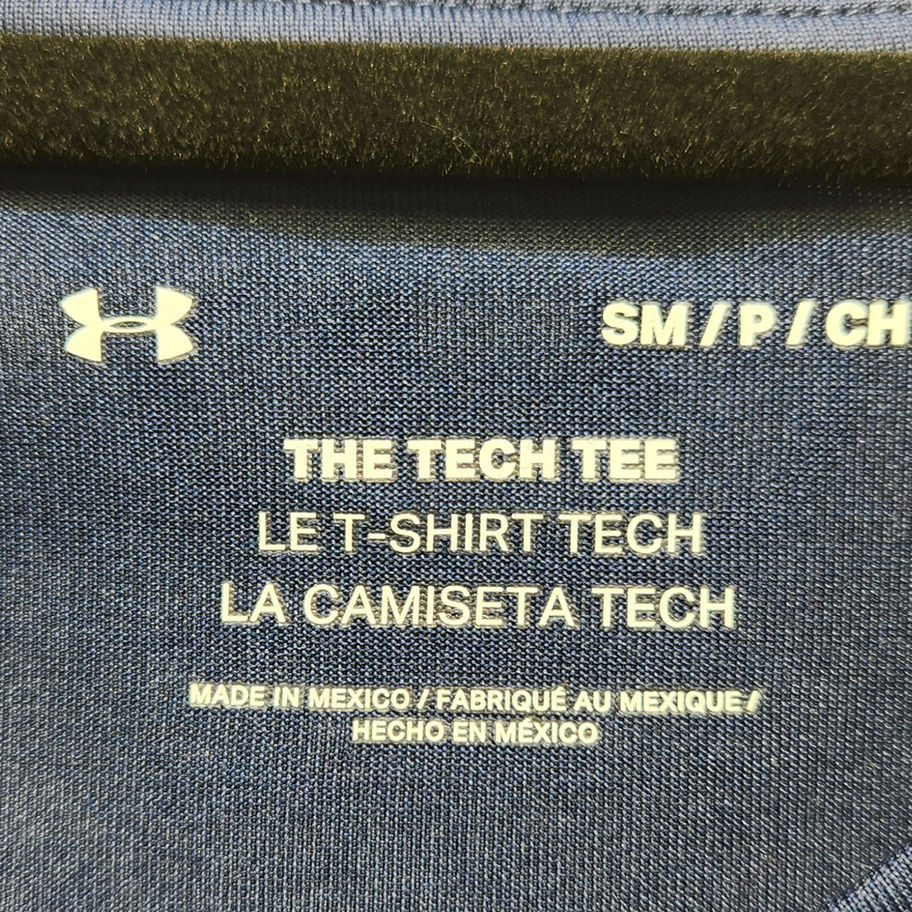 SM / P / CH
THE TECH TEE
LE T-SHIRT TECH
LA CAMISETA TECH
MADE IN MEXICO / FABRIQUÉ AU MEXIQUE /
HECHO EN MÉXICO